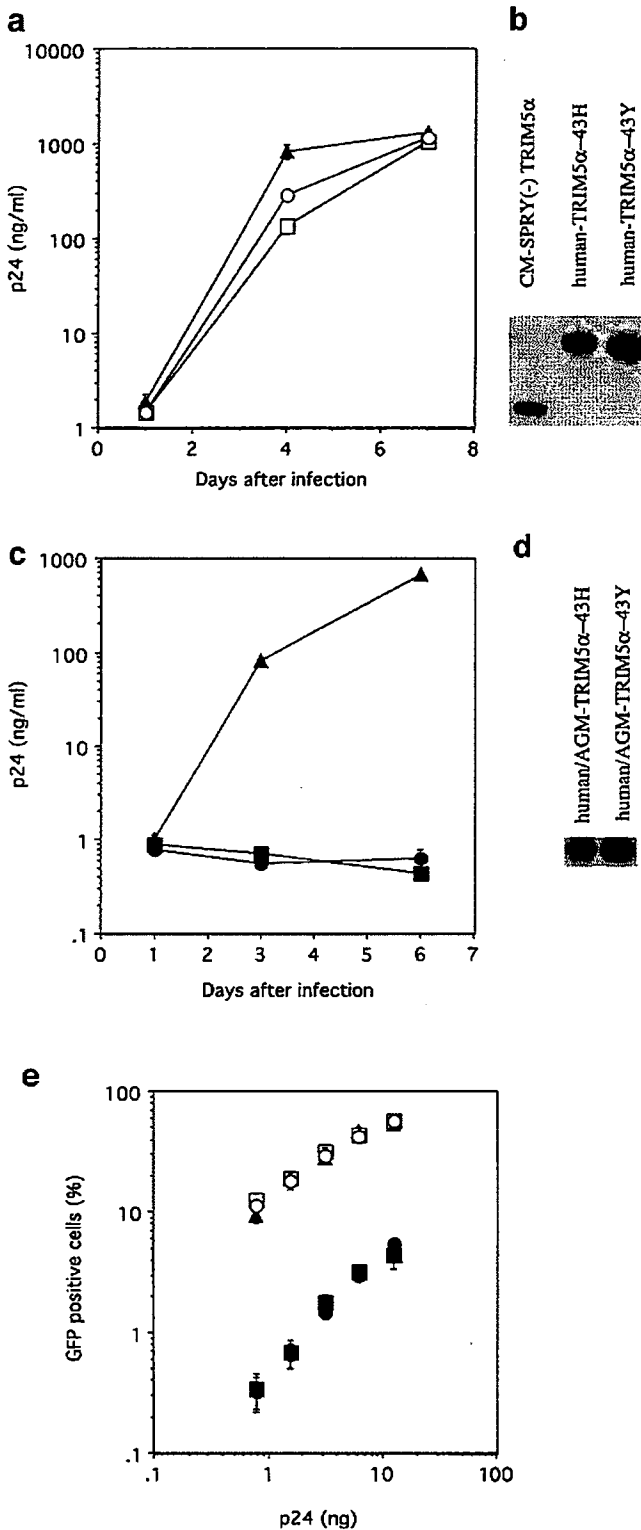 a
10000
1000
100
10
1
p24 (ng/ml)
0
2
4
6
8
Days after infection
b
CM-SPRY(-) TRIM5α
human-TRIM5α-43H
human-TRIM5α-43Y
c
1000
100
10
1
.1
p24 (ng/ml)
0
1
2
3
4
5
6
7
Days after infection
d
human/AGM-TRIM5α-43H
human/AGM-TRIM5α-43Y
e
100
10
1
.1
GFP positive cells (%)
.1
1
10
100
p24 (ng)